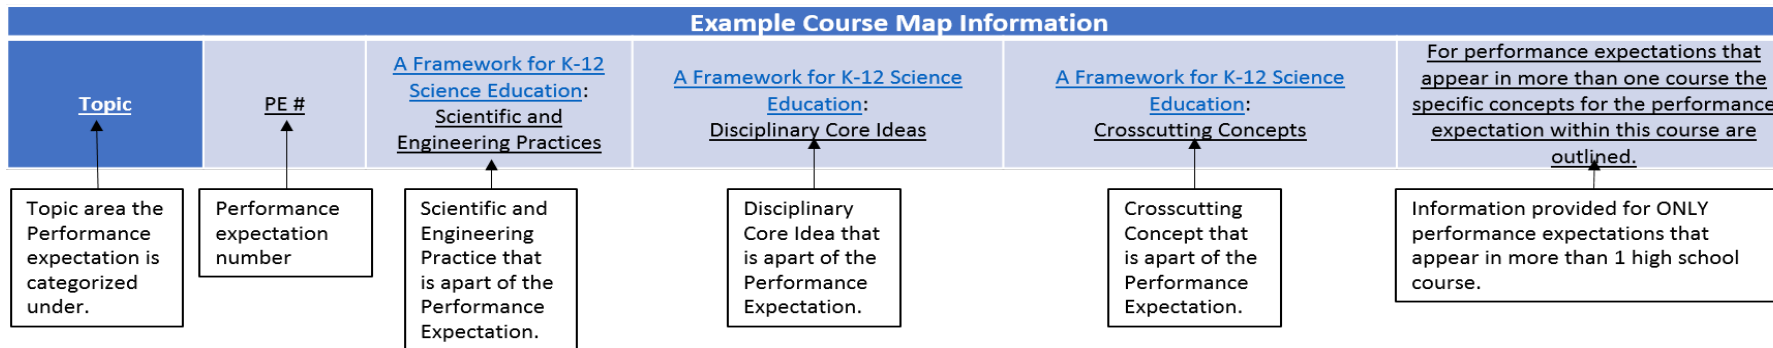 Example Course Map Information
Topic
PE #
A Framework for K-12
Science Education:
Scientific and
Engineering Practices
A Framework for K-12 Science
Education:
Disciplinary Core Ideas
A Framework for K-12 Science
Education:
Crosscutting Concepts
For performance expectations that
appear in more than one course the
specific concepts for the performance
expectation within this course are
outlined.
Topic area the
Performance
expectation is
categorized
under.
Performance
expectation
number
Scientific and
Engineering
Practice that
is apart of the
Performance
Expectation.
Disciplinary
Core Idea that
is apart of the
Performance
Expectation.
Crosscutting
Concept that
is apart of the
Performance
Expectation.
Information provided for ONLY
performance expectations that
appear in more than 1 high school
course.